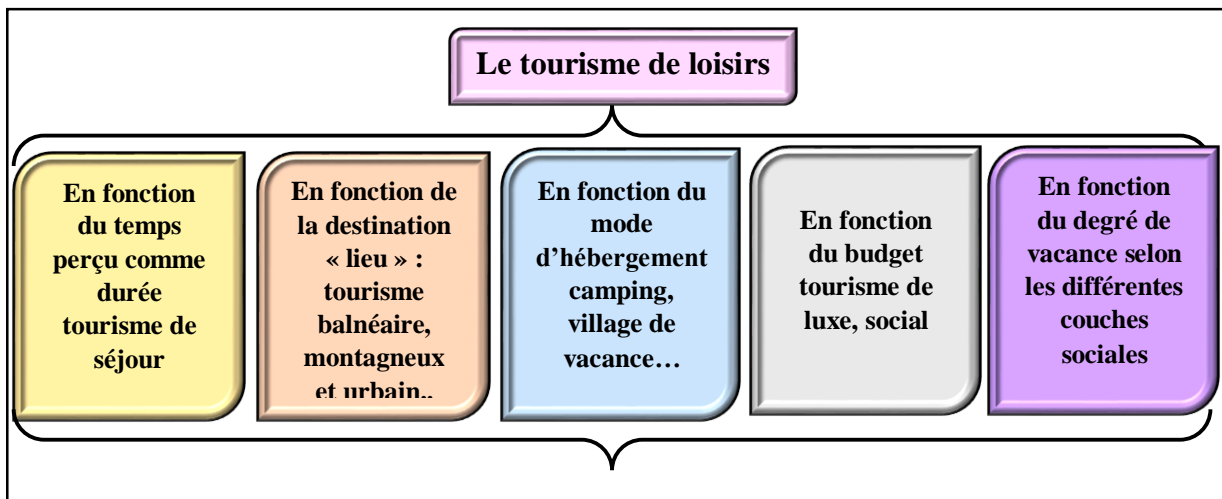 Le tourisme de loisirs
En fonction
du temps
perçu comme
durée
tourisme de
séjour
En fonction de
la destination
« lieu » :
tourisme
balnéaire,
montagneux
et urbain..
En fonction du
mode
d’hébergement
camping,
village de
vacance…
En fonction
du budget
tourisme de
luxe, social
En fonction
du degré de
vacance selon
les différentes
couches
sociales